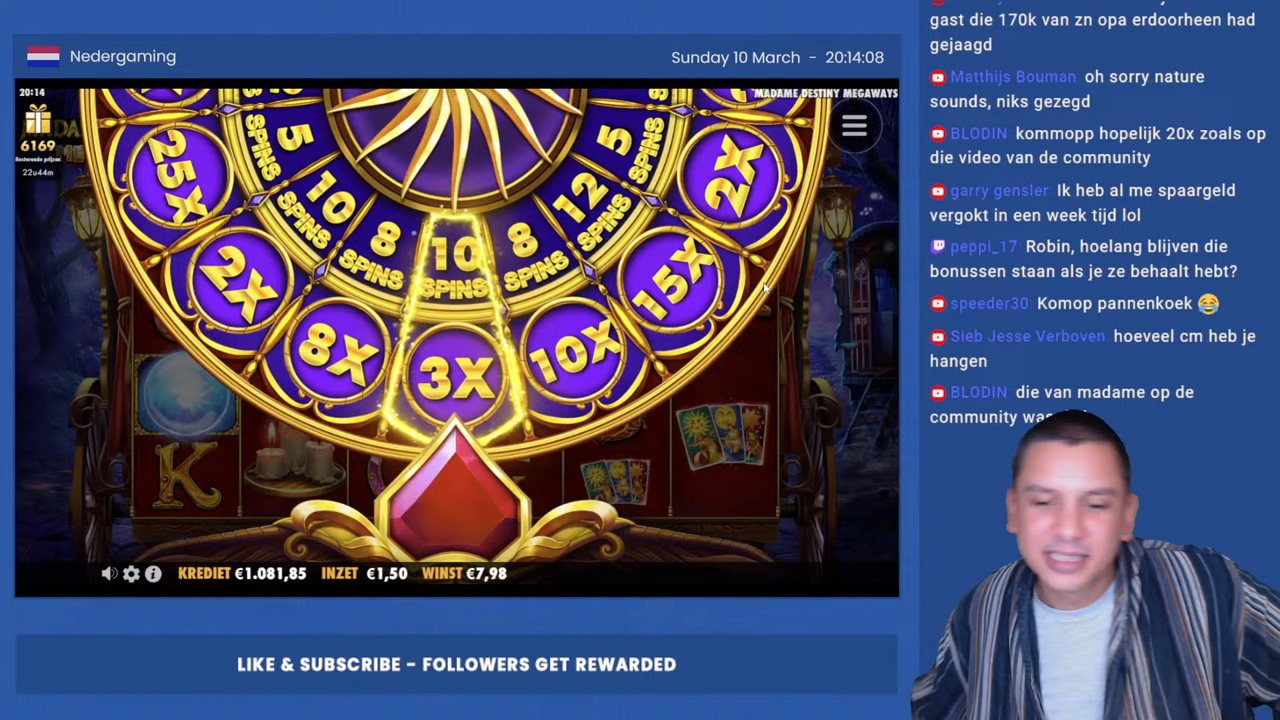 Nedergaming
Sunday 10 March - 20:14:08
20:14
MADAME DESTINY MEGAWAYS
6169
Resterende prijzen
22u44m
5
SPINS
5
SPINS
25X
10
SPINS
8
SPINS
10
SPINS
8
SPINS
12
SPINS
2X
2X
8X
3X
10X
15X
K
KREDIET €1.081,85 INZET €1,50 WINST €7,98
LIKE & SUBSCRIBE - FOLLOWERS GET REWARDED
gast die 170k van zn opa erdoorheen had
gejaagd
Matthijs Bouman oh sorry nature
sounds, niks gezegd
BLODIN kommopp hopelijk 20x zoals op
die video van de community
garry gensler Ik heb al me spaargeld
vergokt in een week tijd lol
peppi_17 Robin, hoelang blijven die
bonussen staan als je ze behaalt hebt?
speeder30: Komop pannenkoek 😂
Sieb Jesse Verboven hoeveel cm heb je
hangen
BLODIN die van madame op de
community was